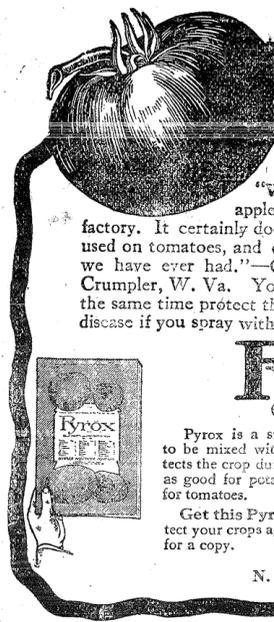 apple
factory. It certainly do
used on tomatoes, and
we have ever had."—
Crumpler, W. Va. Yo
the same time protect th
disease if you spray with
Pyrox
Pyrox is a s
to be mixed wi
tects the crop du
as good for pota
for tomatoes.
Get this Pyr
tect your crops a
for a copy.
N.